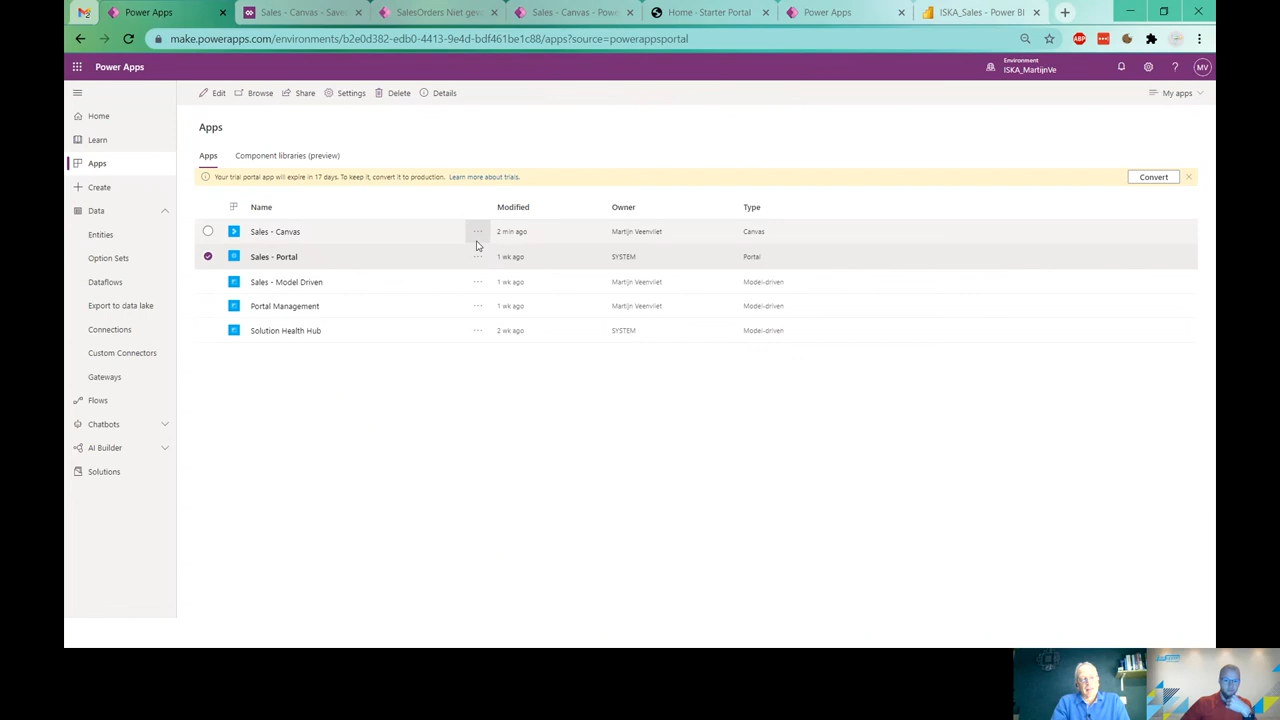 Power Apps
Sales - Canvas - Save
SalesOrders Niet gev
Sales - Canvas - Power
Home · Starter Portal
Power Apps
ISKA_Sales - Power BI
make.powerapps.com/environments/b2e0d382-edb0-4413-9e4d-bdf461be1c88/apps?source=powerappsportal
ABP
Power Apps
Environment
ISKA_MartijnVe
?
MV
Edit
Browse
Share
Settings
Delete
Details
My apps
Home
Learn
Apps
Create
Data
Entities
Option Sets
Dataflows
Export to data lake
Connections
Custom Connectors
Gateways
Flows
Chatbots
AI Builder
Solutions
Apps
Apps
Component libraries (preview)
Your trial portal app will expire in 17 days. To keep it, convert it to production. Learn more about trials.
Convert
Name Modified Owner Type
Sales - Canvas ··· 2 min ago Martijn Veenvliet Canvas
Sales - Portal ··· 1 wk ago SYSTEM Portal
Sales - Model Driven ··· 1 wk ago Martijn Veenvliet Model-driven
Portal Management ··· 1 wk ago Martijn Veenvliet Model-driven
Solution Health Hub ··· 2 wk ago SYSTEM Model-driven